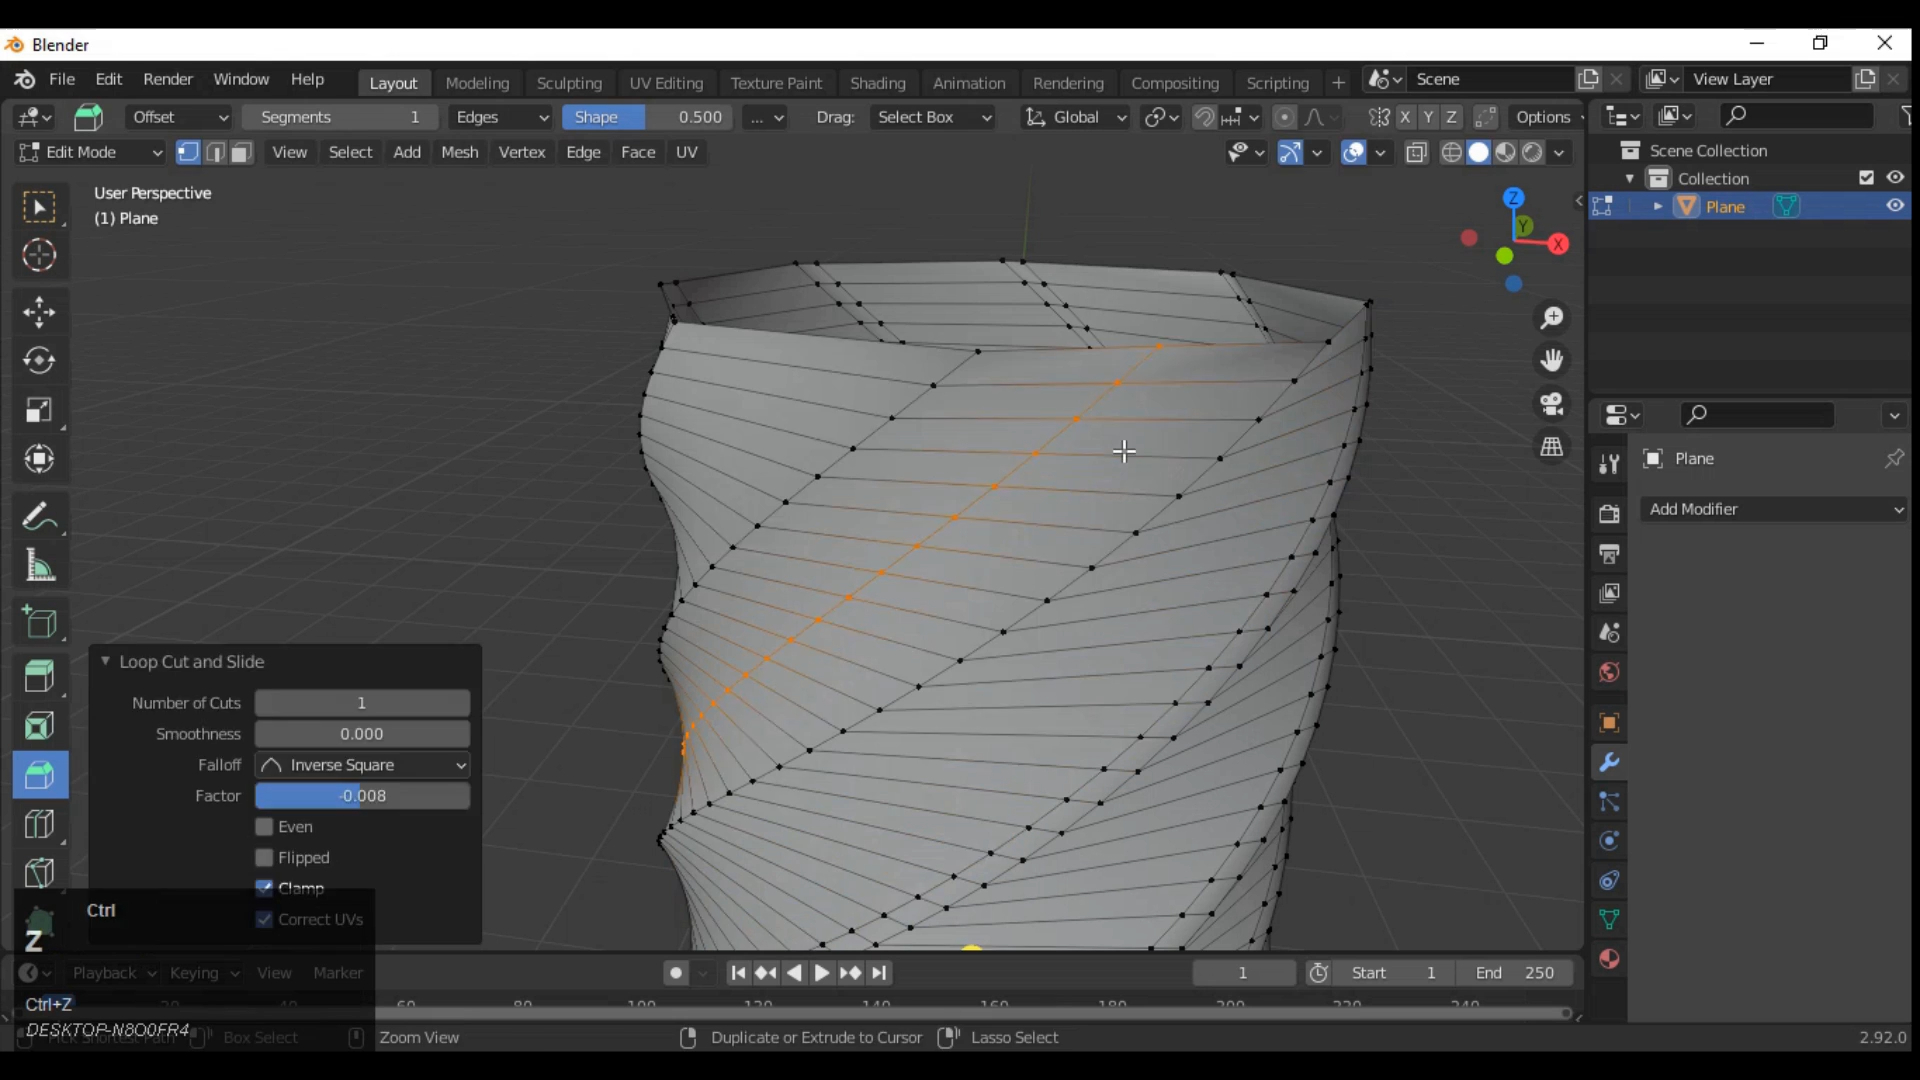 Blender
File Edit Render Window Help Layout Modeling Sculpting UV Editing Texture Paint Shading Animation Rendering Compositing Scripting + Scene View Layer
Offset Segments 1 Edges Shape 0.500 ... Drag: Select Box Global X Y Z Options
Edit Mode View Select Add Mesh Vertex Edge Face UV
Scene Collection
Collection
Plane
User Perspective
(1) Plane
Z
Y
X
Plane
Add Modifier
Loop Cut and Slide
Number of Cuts 1
Smoothness 0.000
Falloff Inverse Square
Factor -0.008
Even
Flipped
Clamp
Correct UVs
Ctrl
Z
Ctrl+Z
DESKTOP-N8O0FR4
Playback Keying View Marker 1 Start 1 End 250
Box Select Zoom View Duplicate or Extrude to Cursor Lasso Select 2.92.0